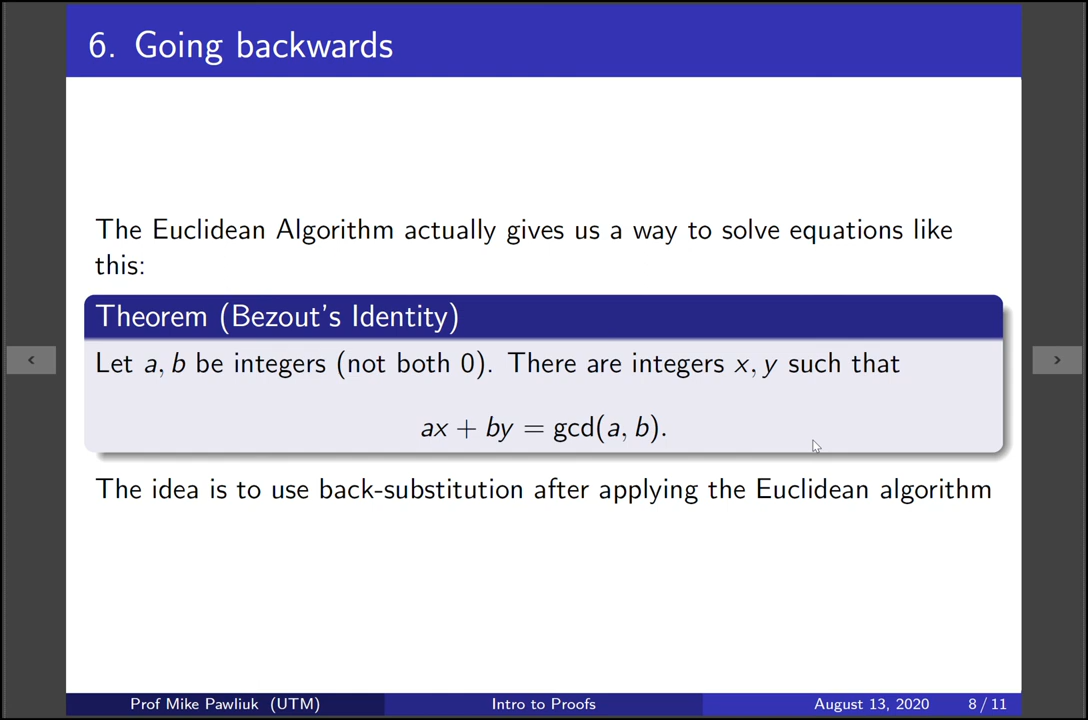 6. Going backwards
The Euclidean Algorithm actually gives us a way to solve equations like
this:
Theorem (Bezout's Identity)
Let a, b be integers (not both 0). There are integers x, y such that
ax + by = gcd(a, b).
The idea is to use back-substitution after applying the Euclidean algorithm
Prof Mike Pawliuk (UTM) Intro to Proofs August 13, 2020 8 / 11